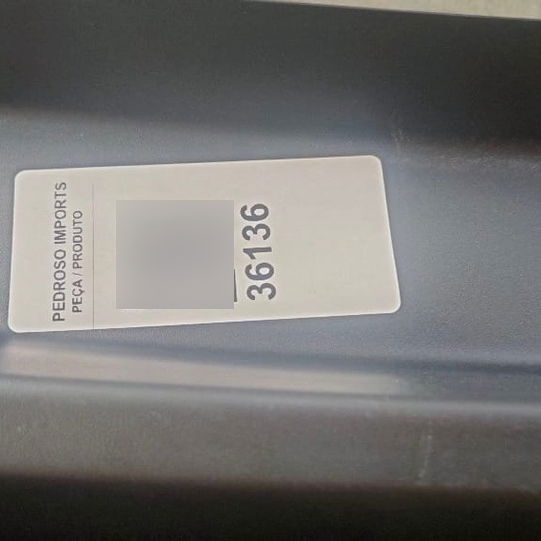 PEDROSO IMPORTS
PEÇA / PRODUTO
36136